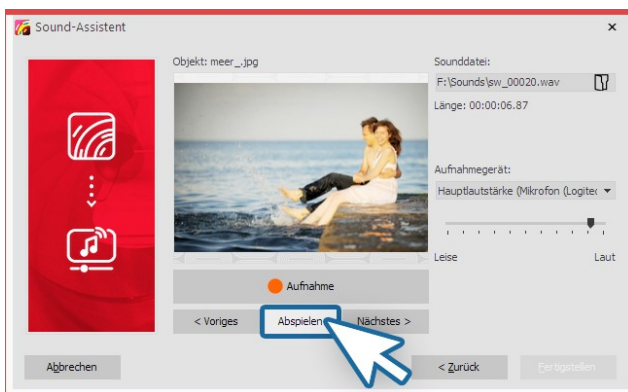 Sound-Assistent
Objekt: meer_.jpg
Sounddatei:
F:\Sounds\sw_00020.wav
Länge: 00:00:06.87
Aufnahmegerät:
Hauptlautstärke (Mikrofon (Logitec
Leise Laut
Aufnahme
< Voriges Abspielen Nächstes >
Abbrechen < Zurück Fertigstellen